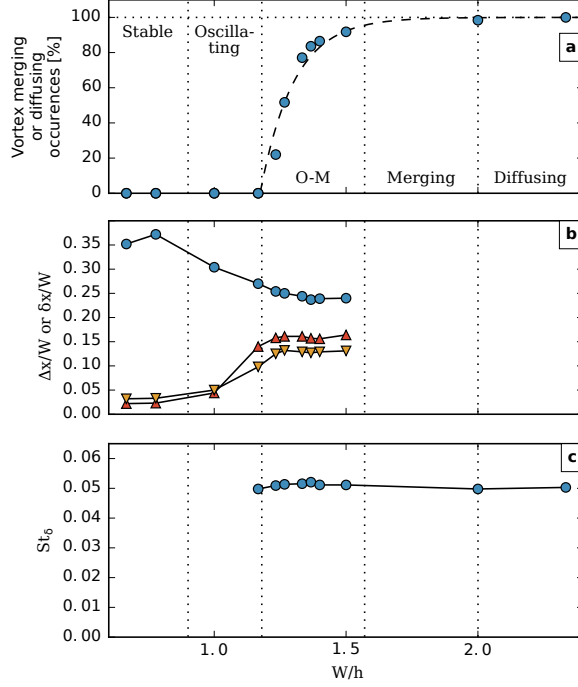 Vortex merging
or diffusing
occurences [%]
100
80
60
40
20
0
Stable
Oscilla-
ting
O-M
Merging
Diffusing
a
Δx/W or δx/W
0.35
0.30
0.25
0.20
0.15
0.10
0.05
0.00
b
Stδ
0.06
0.05
0.04
0.03
0.02
0.01
0.00
c
1.0
1.5
2.0
W/h